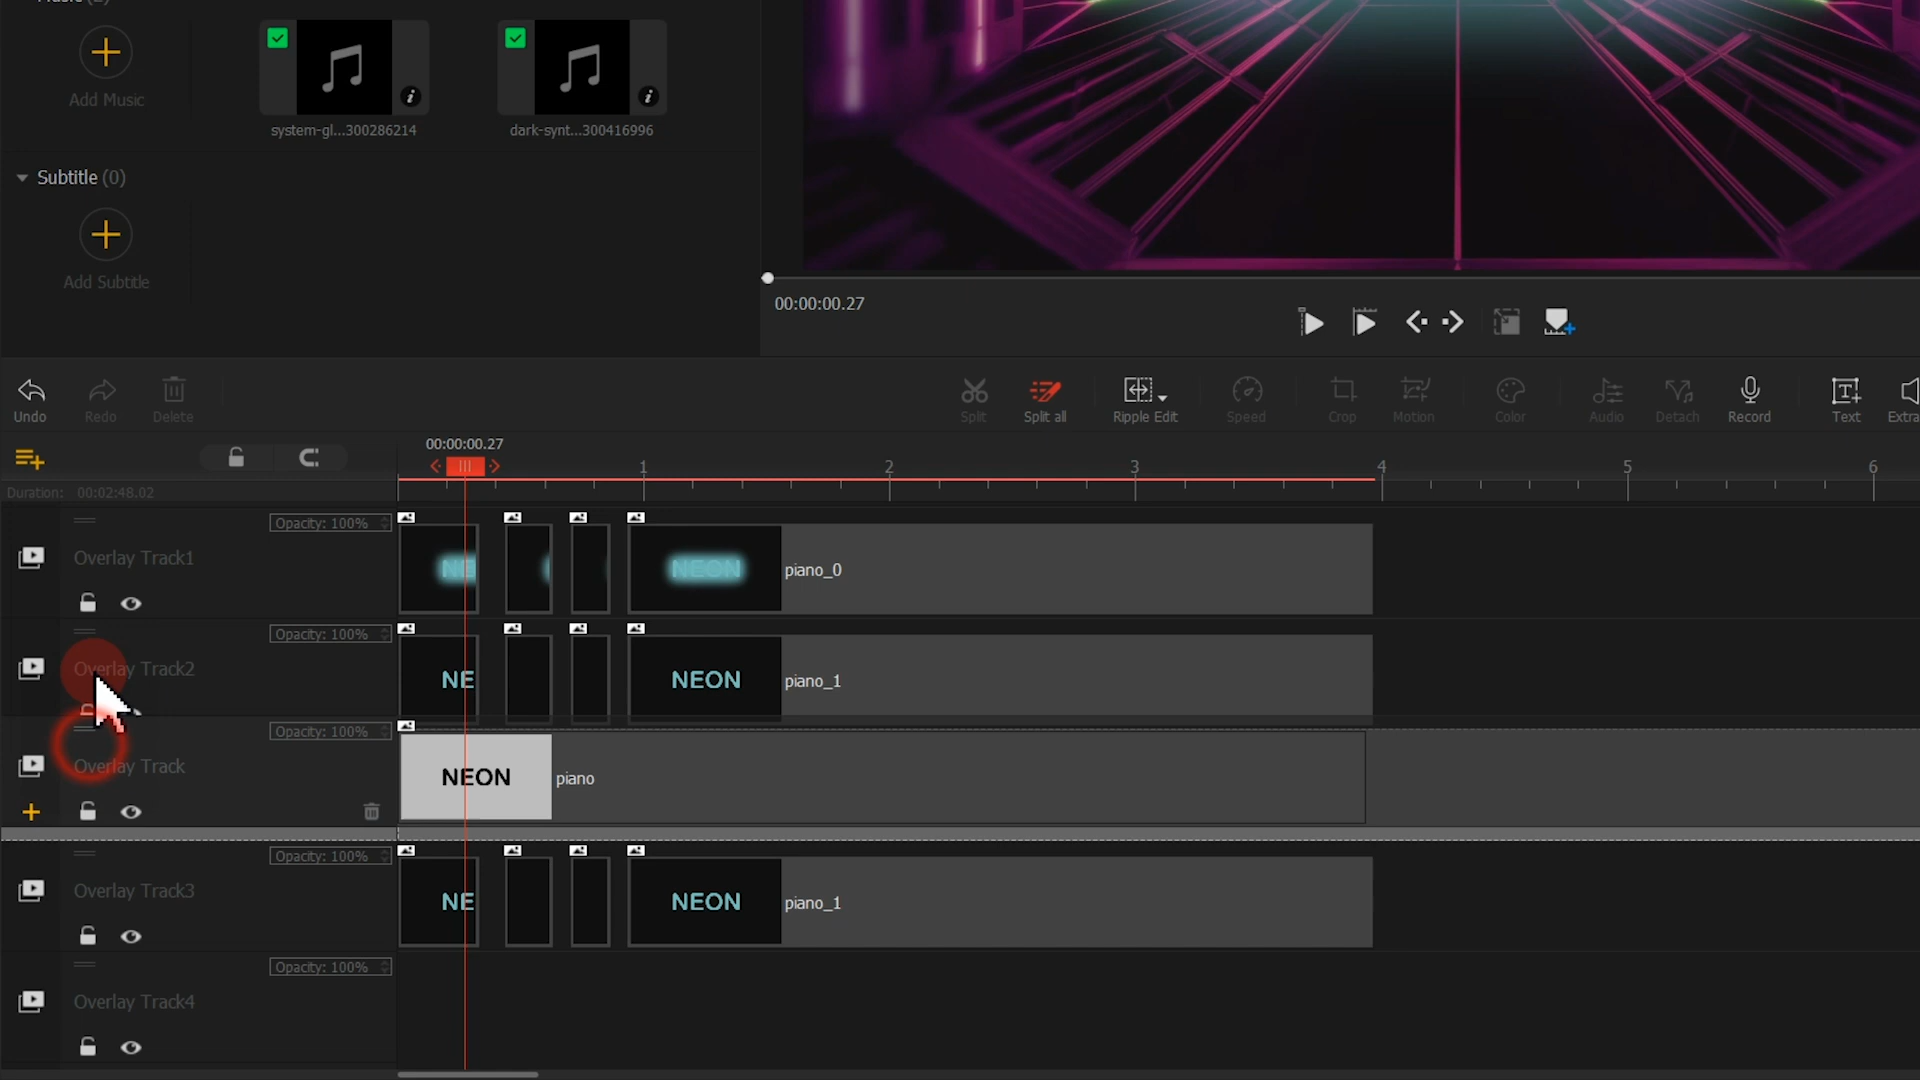 Add Music
system-gl...300286214
dark-synt...300416996
Subtitle (0)
Add Subtitle
00:00:00.27
Undo
Redo
Delete
Split
Split all
Ripple Edit
Speed
Crop
Motion
Color
Audio
Detach
Record
Text
Extra
00:00:00.27
1
2
3
4
5
6
Duration: 00:02:48.02
Opacity: 100%
Overlay Track1
NE
NEON
piano_0
Opacity: 100%
Overlay Track2
NE
NEON
piano_1
Opacity: 100%
Overlay Track
NEON
piano
Opacity: 100%
Overlay Track3
NE
NEON
piano_1
Opacity: 100%
Overlay Track4